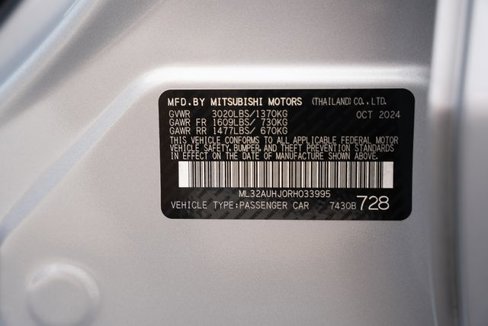 MFD.BY MITSUBISHI MOTORS (THAILAND) CO., LTD.
GVWR 3020LBS/1370KG OCT 2024
GAWR FR 1609LBS/ 730KG
GAWR RR 1477LBS/ 670KG
THIS VEHICLE CONFORMS TO ALL APPLICABLE FEDERAL MOTOR
VEHICLE SAFETY, BUMPER, AND THEFT PREVENTION STANDARDS
IN EFFECT ON THE DATE OF MANUFACTURE SHOWN ABOVE.
ML32AUHJ0RH033995
VEHICLE TYPE:PASSENGER CAR 7430B 728